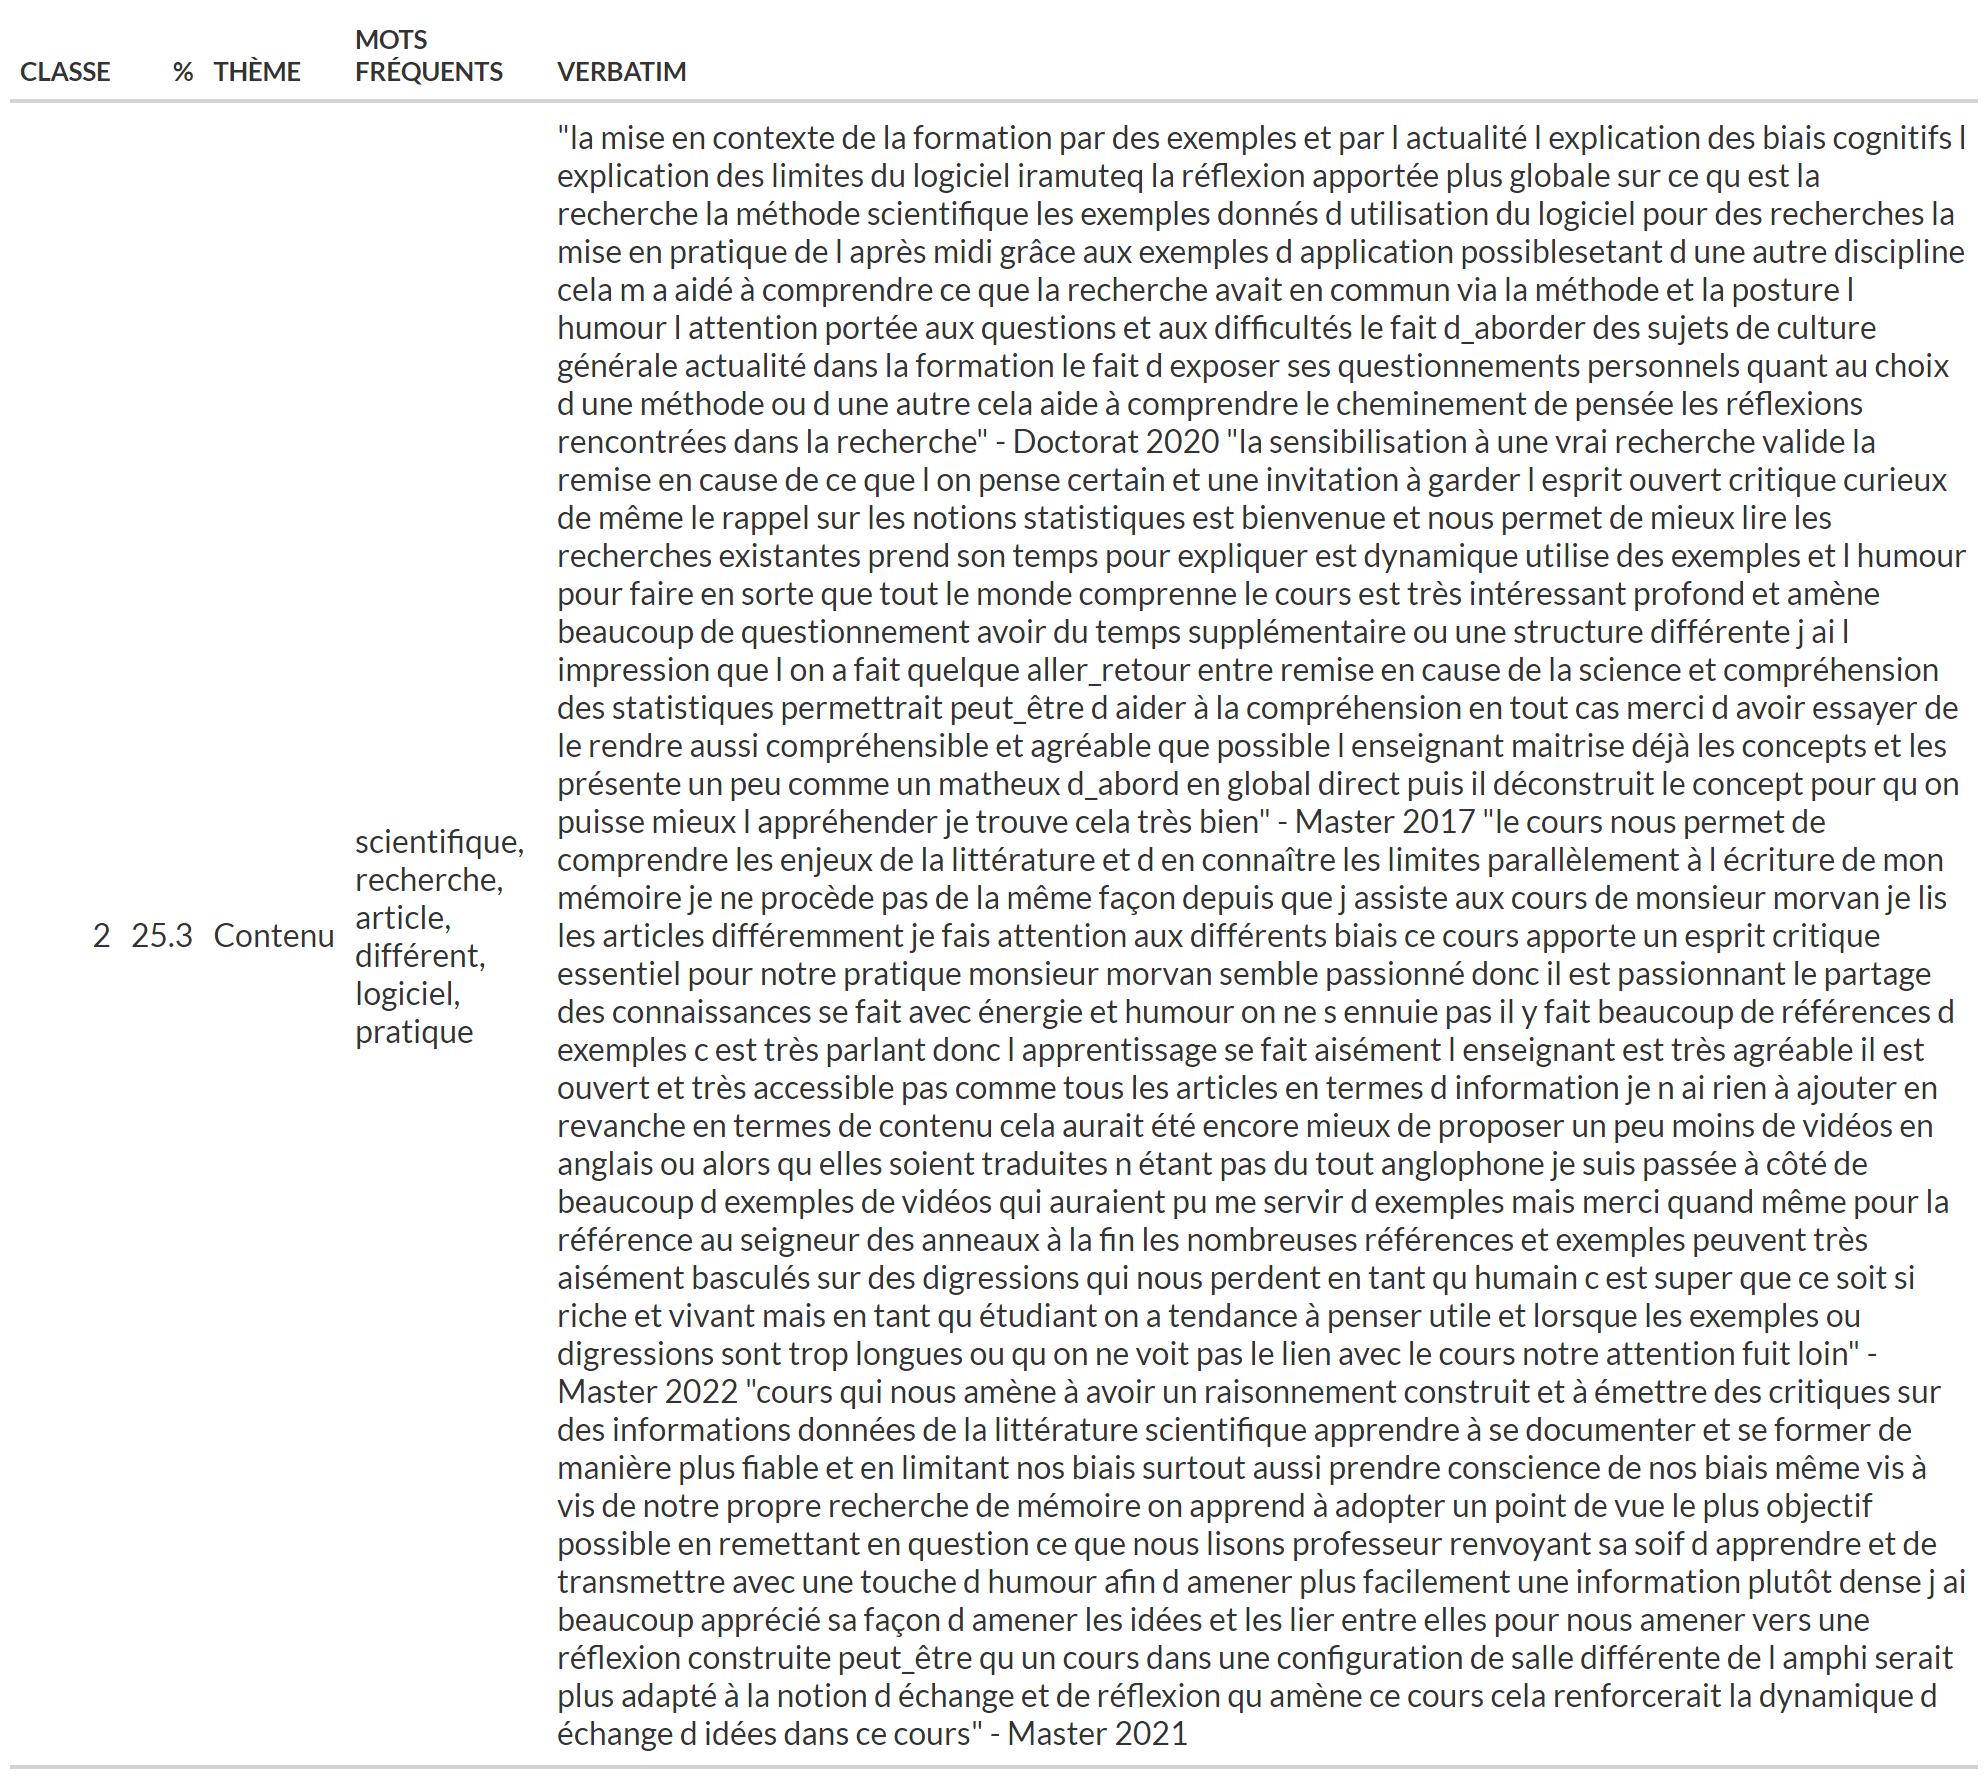 CLASSE % THÈME MOTS FRÉQUENTS VERBATIM
2 25.3 Contenu
scientifique,
recherche,
article,
différent,
logiciel,
pratique
"la mise en contexte de la formation par des exemples et par l actualité l explication des biais cognitifs l
explication des limites du logiciel iramuteq la réflexion apportée plus globale sur ce qu est la
recherche la méthode scientifique les exemples donnés d utilisation du logiciel pour des recherches la
mise en pratique de l après midi grâce aux exemples d application possiblesetant d une autre discipline
cela m a aidé à comprendre ce que la recherche avait en commun via la méthode et la posture l
humour l attention portée aux questions et aux difficultés le fait d_aborder des sujets de culture
générale actualité dans la formation le fait d exposer ses questionnements personnels quant au choix
d une méthode ou d une autre cela aide à comprendre le cheminement de pensée les réflexions
rencontrées dans la recherche" - Doctorat 2020 "la sensibilisation à une vrai recherche valide la
remise en cause de ce que l on pense certain et une invitation à garder l esprit ouvert critique curieux
de même le rappel sur les notions statistiques est bienvenue et nous permet de mieux lire les
recherches existantes prend son temps pour expliquer est dynamique utilise des exemples et l humour
pour faire en sorte que tout le monde comprenne le cours est très intéressant profond et amène
beaucoup de questionnement avoir du temps supplémentaire ou une structure différente j ai l
impression que l on a fait quelque aller_retour entre remise en cause de la science et compréhension
des statistiques permettrait peut_être d aider à la compréhension en tout cas merci d avoir essayer de
le rendre aussi compréhensible et agréable que possible l enseignant maitrise déjà les concepts et les
présente un peu comme un matheux d_abord en global direct puis il déconstruit le concept pour qu on
puisse mieux l appréhender je trouve cela très bien" - Master 2017 "le cours nous permet de
comprendre les enjeux de la littérature et d en connaître les limites parallèlement à l écriture de mon
mémoire je ne procède pas de la même façon depuis que j assiste aux cours de monsieur morvan je lis
les articles différemment je fais attention aux différents biais ce cours apporte un esprit critique
essentiel pour notre pratique monsieur morvan semble passionné donc il est passionnant le partage
des connaissances se fait avec énergie et humour on ne s ennuie pas il y fait beaucoup de références d
exemples c est très parlant donc l apprentissage se fait aisément l enseignant est très agréable il est
ouvert et très accessible pas comme tous les articles en termes d information je n ai rien à ajouter en
revanche en termes de contenu cela aurait été encore mieux de proposer un peu moins de vidéos en
anglais ou alors qu elles soient traduites n étant pas du tout anglophone je suis passée à côté de
beaucoup d exemples de vidéos qui auraient pu me servir d exemples mais merci quand même pour la
référence au seigneur des anneaux à la fin les nombreuses références et exemples peuvent très
aisément basculés sur des digressions qui nous perdent en tant qu humain c est super que ce soit si
riche et vivant mais en tant qu étudiant on a tendance à penser utile et lorsque les exemples ou
digressions sont trop longues ou qu on ne voit pas le lien avec le cours notre attention fuit loin" -
Master 2022 "cours qui nous amène à avoir un raisonnement construit et à émettre des critiques sur
des informations données de la littérature scientifique apprendre à se documenter et se former de
manière plus fiable et en limitant nos biais surtout aussi prendre conscience de nos biais même vis à
vis de notre propre recherche de mémoire on apprend à adopter un point de vue le plus objectif
possible en remettant en question ce que nous lisons professeur renvoyant sa soif d apprendre et de
transmettre avec une touche d humour afin d amener plus facilement une information plutôt dense j ai
beaucoup apprécié sa façon d amener les idées et les lier entre elles pour nous amener vers une
réflexion construite peut_être qu un cours dans une configuration de salle différente de l amphi serait
plus adapté à la notion d échange et de réflexion qu amène ce cours cela renforcerait la dynamique d
échange d idées dans ce cours" - Master 2021